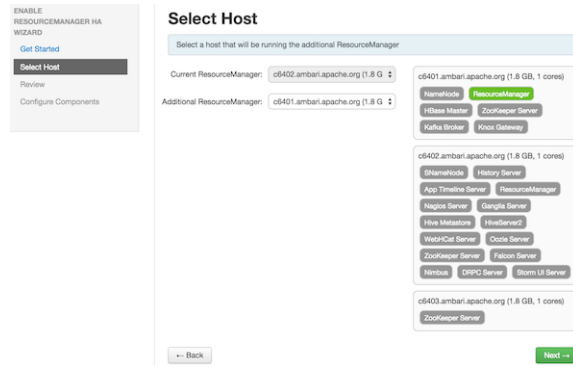 ENABLE
RESOURCEMANAGER HA
WIZARD
Get Started
Select Host
Review
Configure Components
Select Host
Select a host that will be running the additional ResourceManager
Current ResourceManager: c6402.ambari.apache.org (1.8 G
Additional ResourceManager: c6401.ambari.apache.org (1.8 G
c6401.ambari.apache.org (1.8 GB, 1 cores)
NameNode ResourceManager
HBase Master ZooKeeper Server
Kafka Broker Knox Gateway
c6402.ambari.apache.org (1.8 GB, 1 cores)
SNameNode History Server
App Timeline Server ResourceManager
Nagios Server Ganglia Server
Hive Metastore HiveServer2
WebHCat Server Oozie Server
ZooKeeper Server Falcon Server
Nimbus DRPC Server Storm UI Server
c6403.ambari.apache.org (1.8 GB, 1 cores)
ZooKeeper Server
← Back
Next →